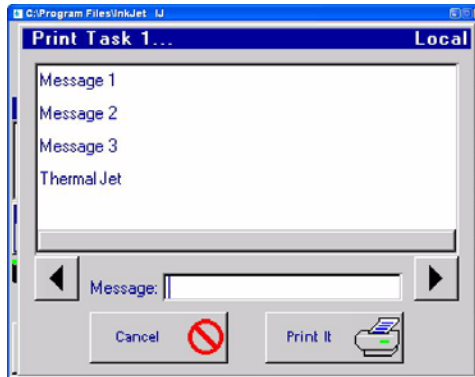 C:\Program Files\InkJet IJ
Print Task 1... Local
Message 1
Message 2
Message 3
Thermal Jet
Message:
Cancel Print It